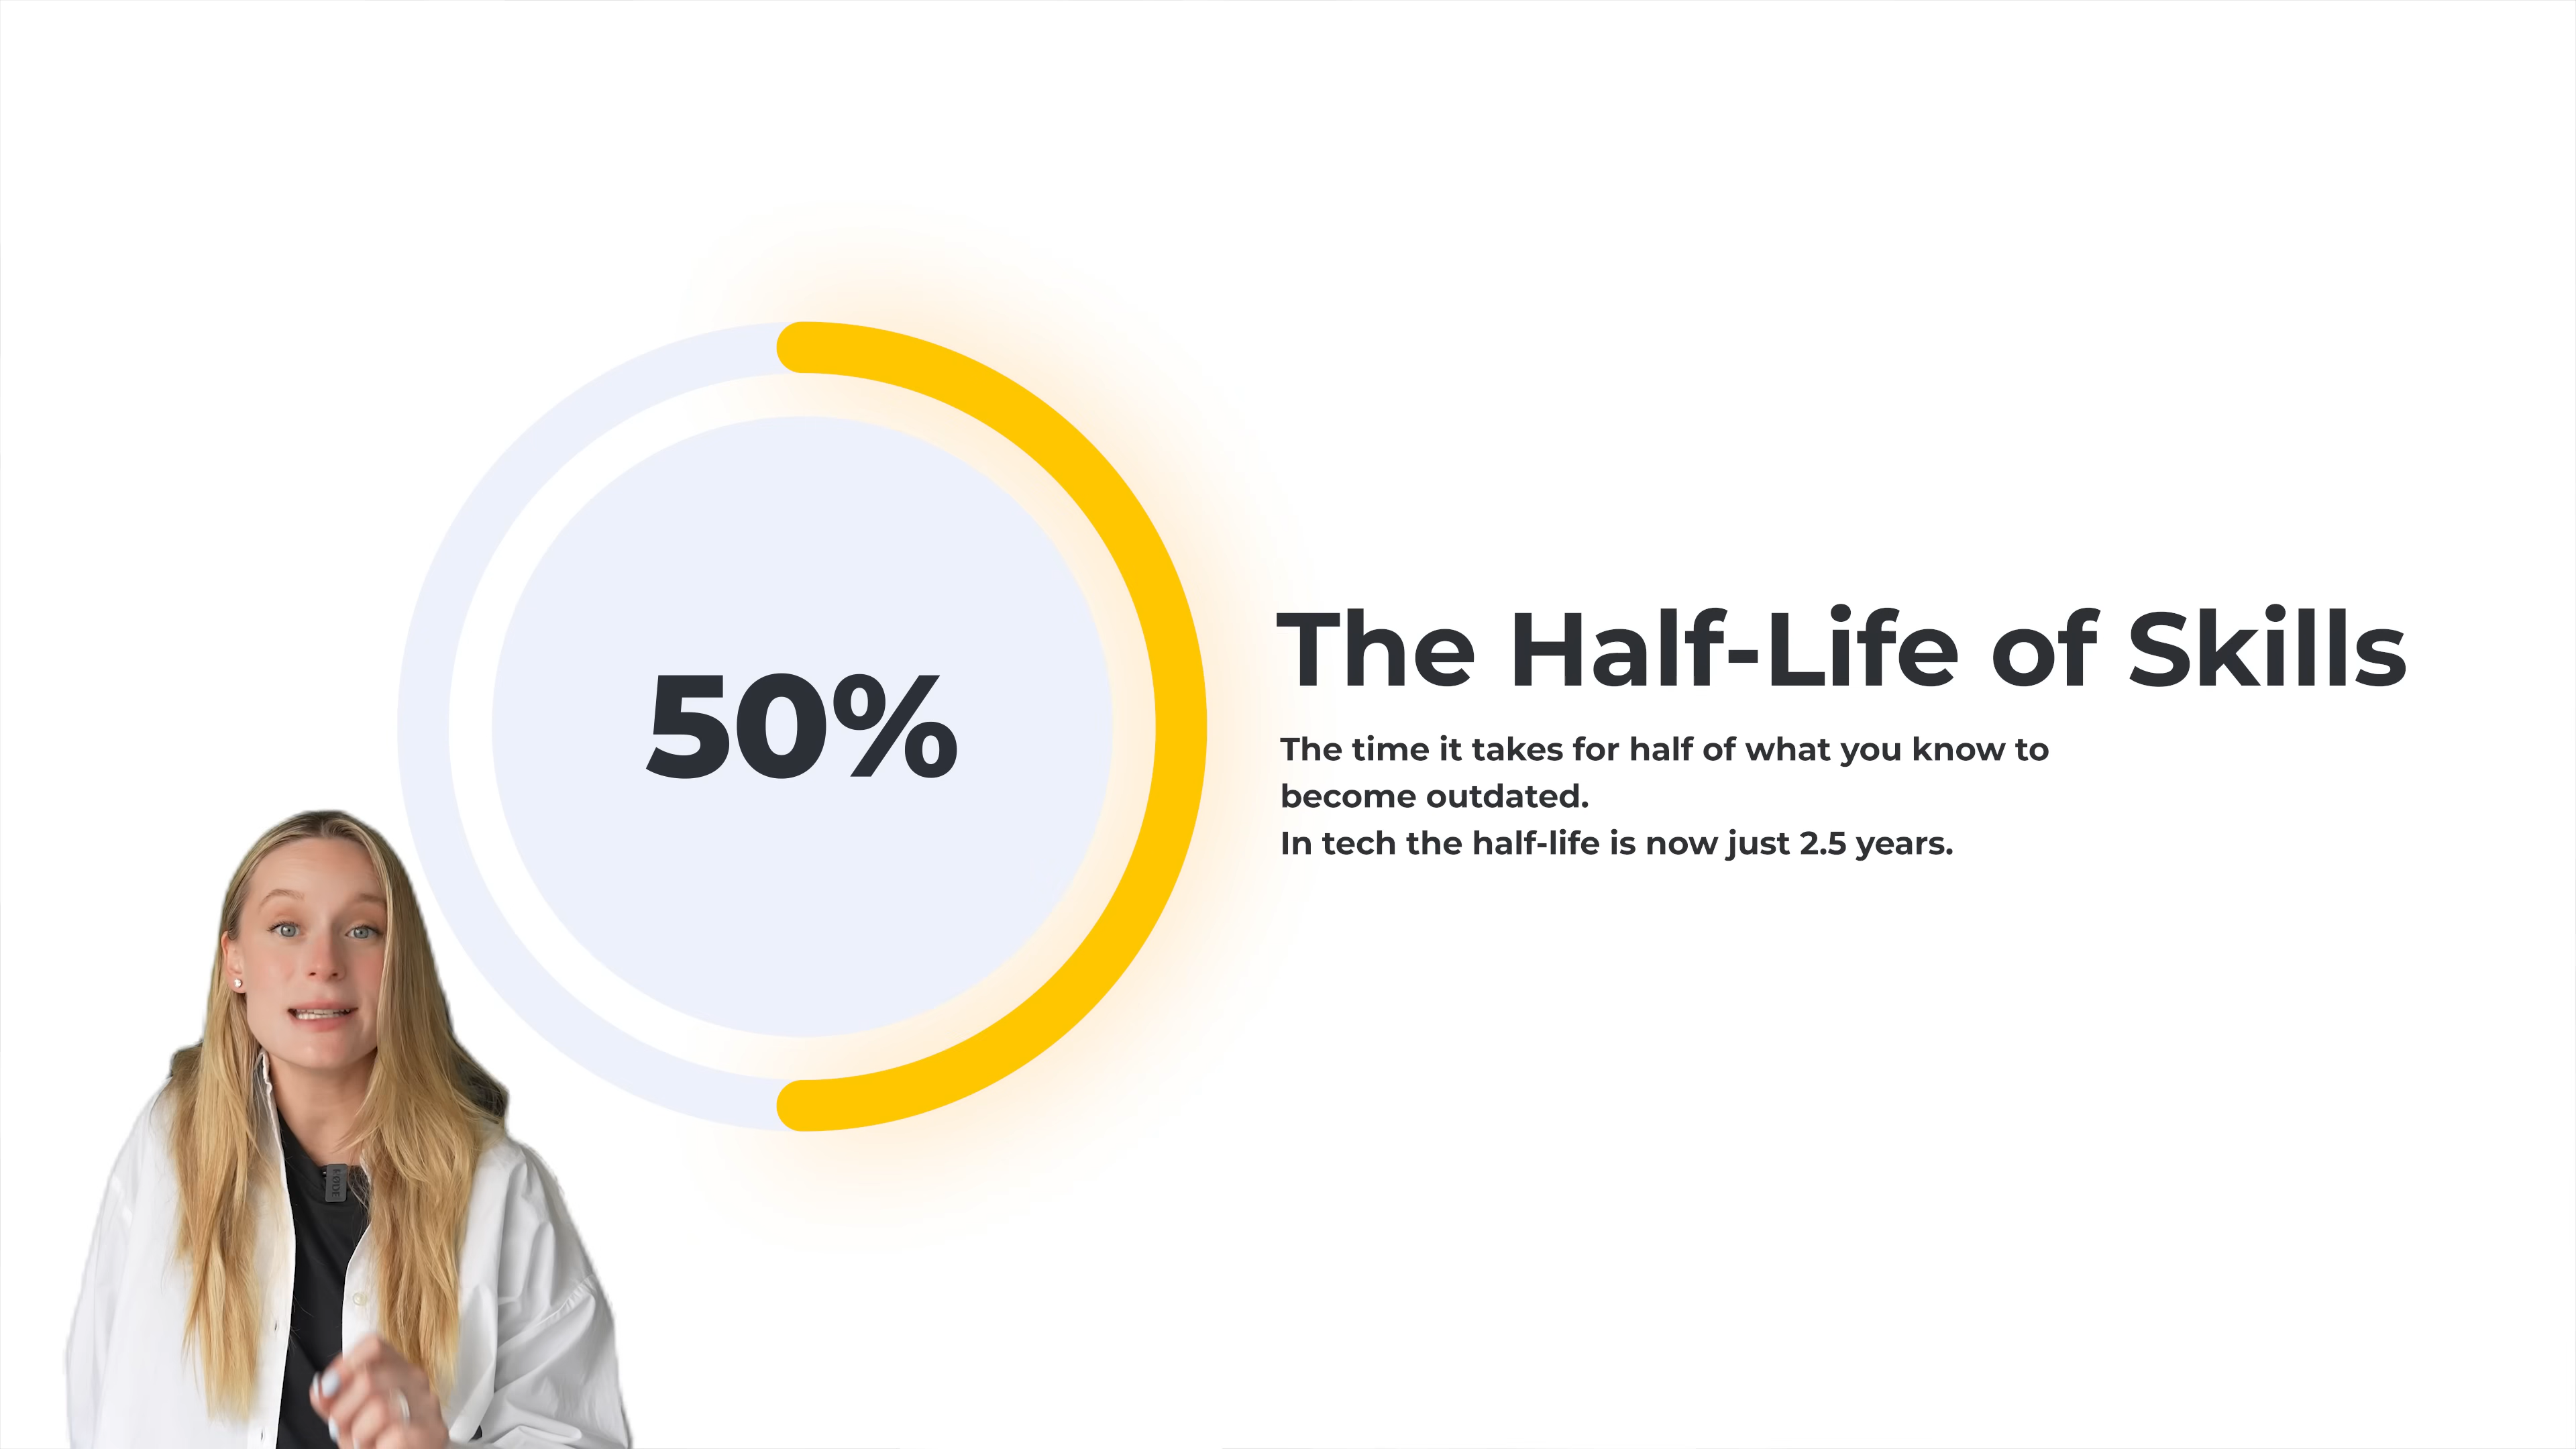 50%
The Half-Life of Skills
The time it takes for half of what you know to
become outdated.
In tech the half-life is now just 2.5 years.
RØDE